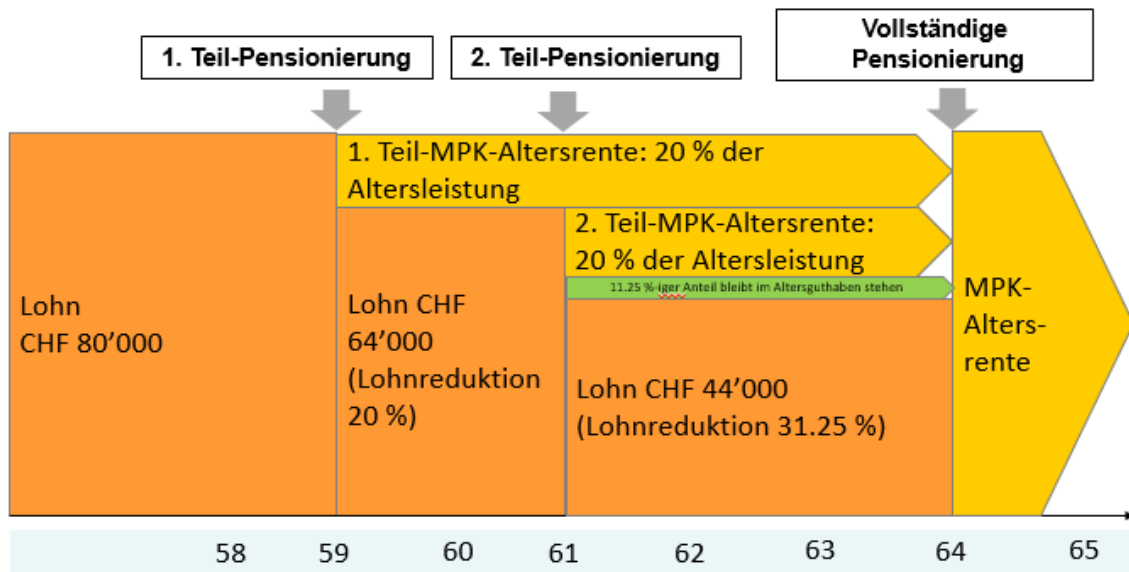 1. Teil-Pensionierung
2. Teil-Pensionierung
Vollständige
Pensionierung
1. Teil-MPK-Altersrente: 20 % der
Altersleistung
2. Teil-MPK-Altersrente:
20 % der Altersleistung
11.25 %-iger Anteil bleibt im Altersguthaben stehen
Lohn
CHF 80’000
Lohn CHF
64’000
(Lohnreduktion
20 %)
Lohn CHF 44’000
(Lohnreduktion 31.25 %)
MPK-
Alters-
rente
58 59 60 61 62 63 64 65